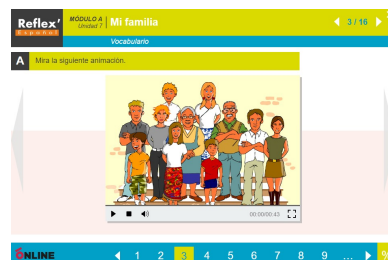 Reflex'
Español
MÓDULO A
Unidad 7
Mi familia
3 / 16
Vocabulario
A
Mira la siguiente animación.
00:00/00:43
ONLINE
1 2 3 4 5 6 7 8 9 ...